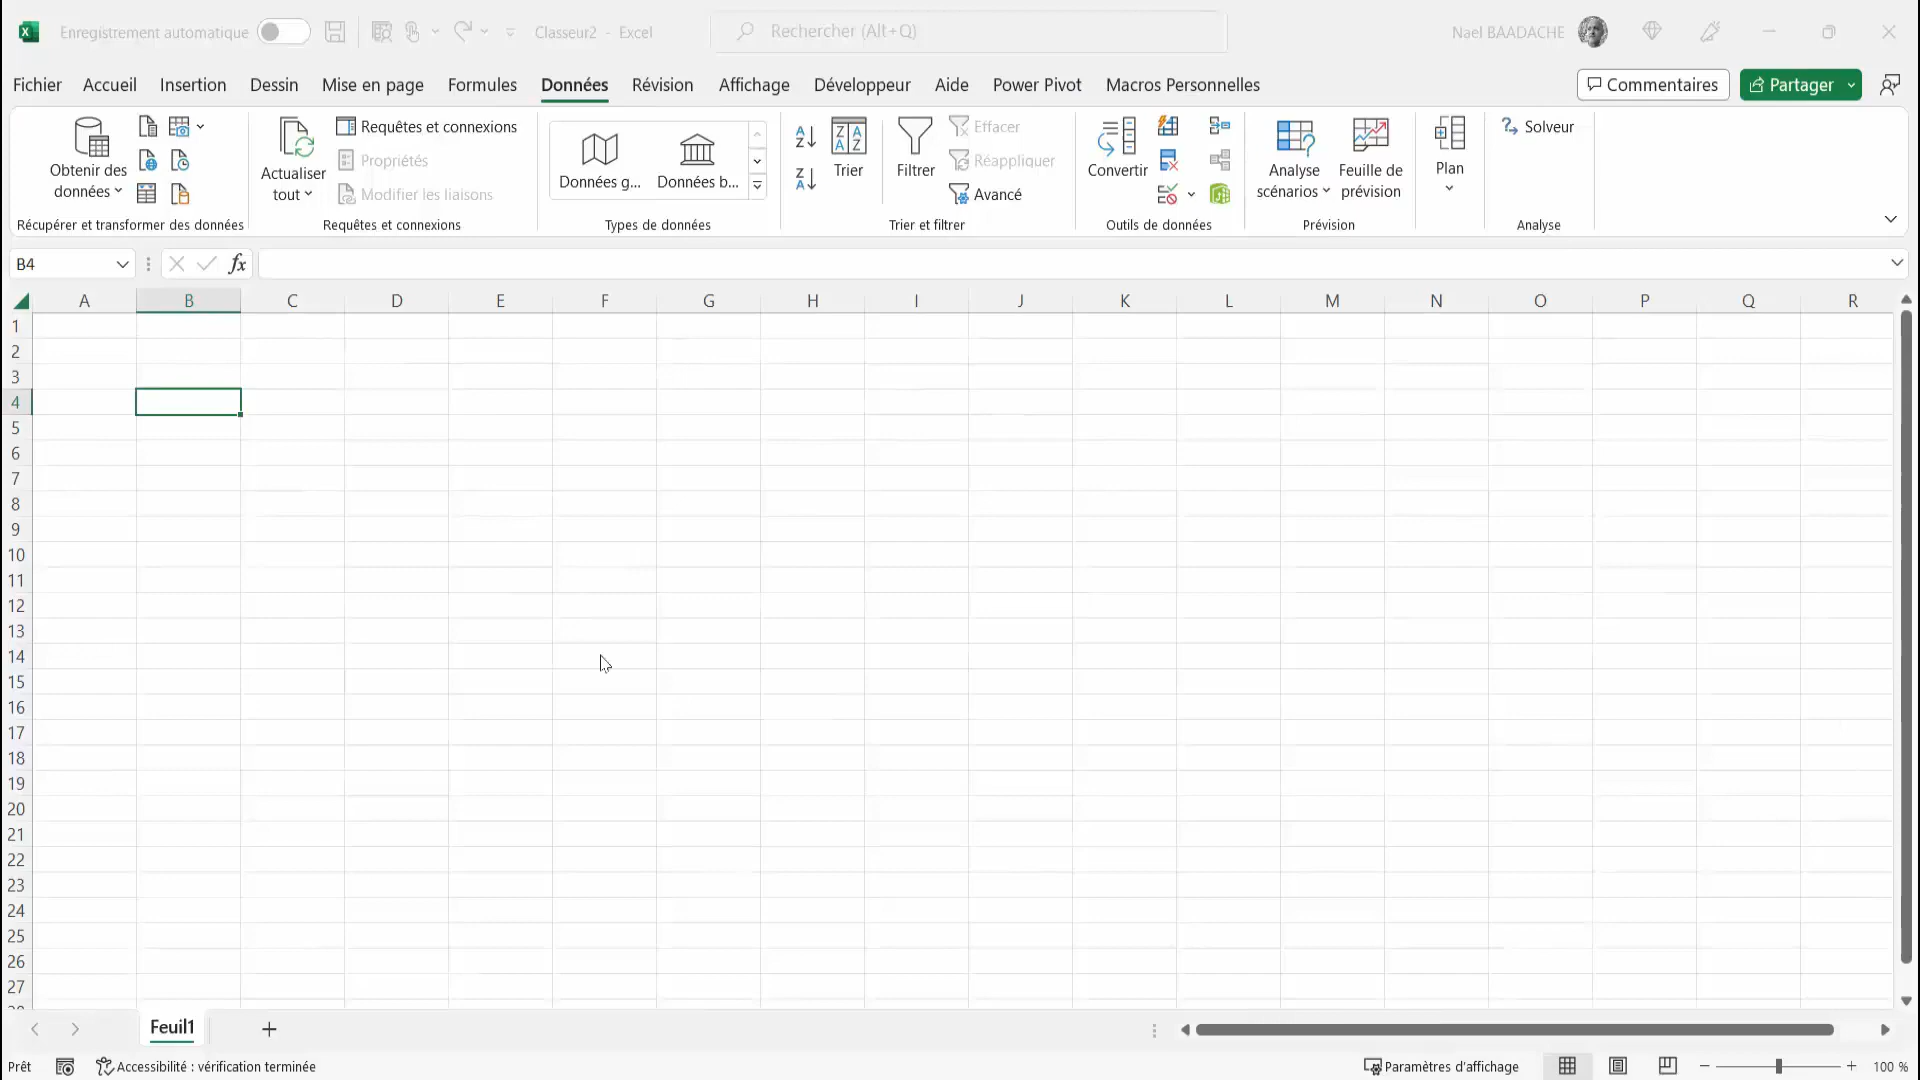 Enregistrement automatique
Classeur2 - Excel
Rechercher (Alt+Q)
Nael BAADACHE
Fichier Accueil Insertion Dessin Mise en page Formules Données Révision Affichage Développeur Aide Power Pivot Macros Personnelles
Commentaires
Partager
Obtenir des données
Récupérer et transformer des données
Actualiser tout
Requêtes et connexions
Propriétés
Modifier les liaisons
Requêtes et connexions
Données g...
Données b...
Types de données
Trier
Filtrer
Effacer
Réappliquer
Avancé
Trier et filtrer
Convertir
Outils de données
Analyse scénarios
Feuille de prévision
Prévision
Plan
Solveur
Analyse
B4
fx
A B C D E F G H I J K L M N O P Q R
1
2
3
4
5
6
7
8
9
10
11
12
13
14
15
16
17
18
19
20
21
22
23
24
25
26
27
Feuil1
Prêt
Accessibilité : vérification terminée
Paramètres d'affichage
100 %